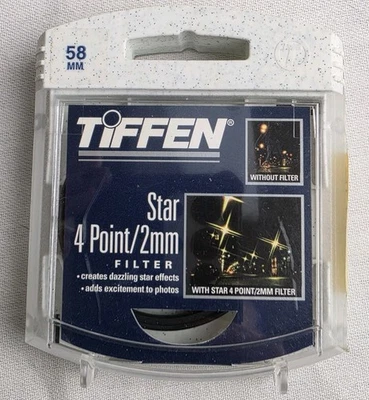 58
MM
TiFFEN®
WITHOUT FILTER
Star
4 Point/2mm
FILTER
• creates dazzling star effects
• adds excitement to photos
WITH STAR 4 POINT/2MM FILTER